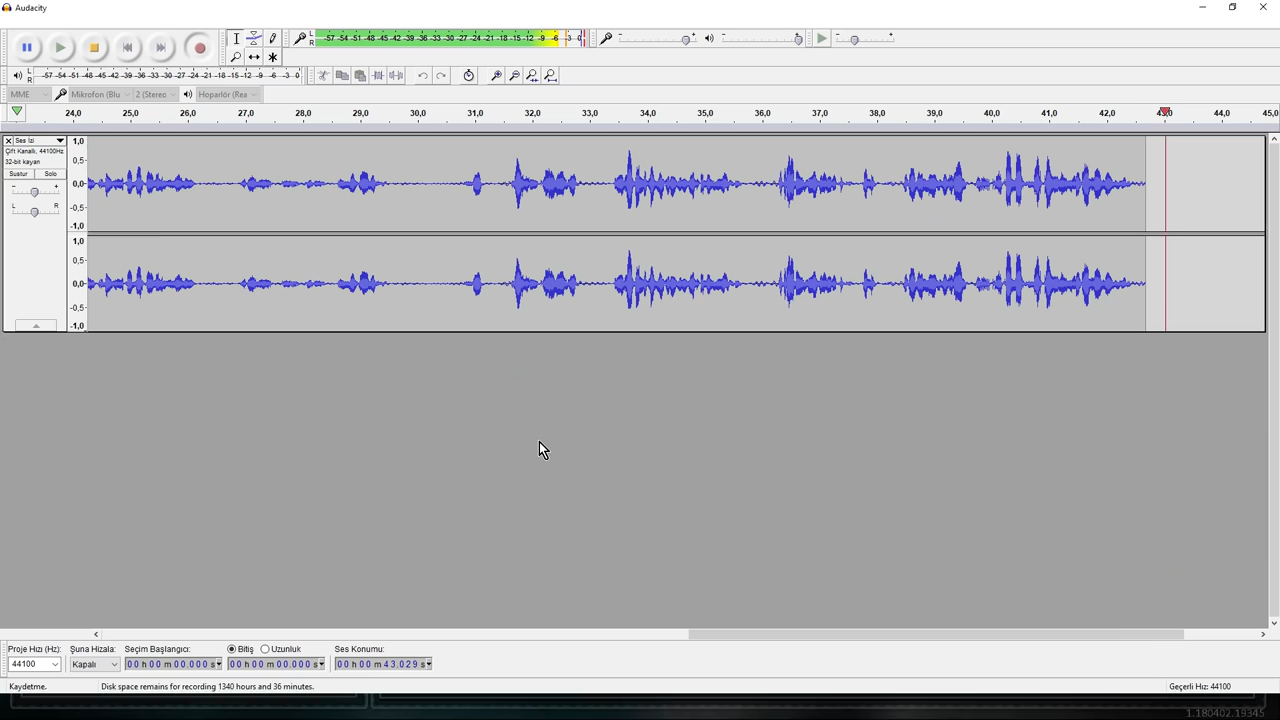 Audacity
-57 -54 -51 -48 -45 -42 -39 -36 -33 -30 -27 -24 -21 -18 -15 -12 -9 -6 -3 0
L
R
-57 -54 -51 -48 -45 -42 -39 -36 -33 -30 -27 -24 -21 -18 -15 -12 -9 -6 -3 0
L
R
MME Mikrofon (Blu 2 (Stereo Hoparlör (Rea
24,0 25,0 26,0 27,0 28,0 29,0 30,0 31,0 32,0 33,0 34,0 35,0 36,0 37,0 38,0 39,0 40,0 41,0 42,0 43,0 44,0 45,0
Ses İzi
Çift Kanallı, 44100Hz
32-bit kayan
Sustur Solo
- +
L R
1,0
0,5
0,0
-0,5
-1,0
1,0
0,5
0,0
-0,5
-1,0
Proje Hızı (Hz): Şuna Hizala: Seçim Başlangıcı: Bitiş Uzunluk Ses Konumu:
44100 Kapalı 00 h 00 m 00.000 s 00 h 00 m 00.000 s 00 h 00 m 43.029 s
Kaydetme. Disk space remains for recording 1340 hours and 36 minutes. Geçerli Hız: 44100
1.180402.19345